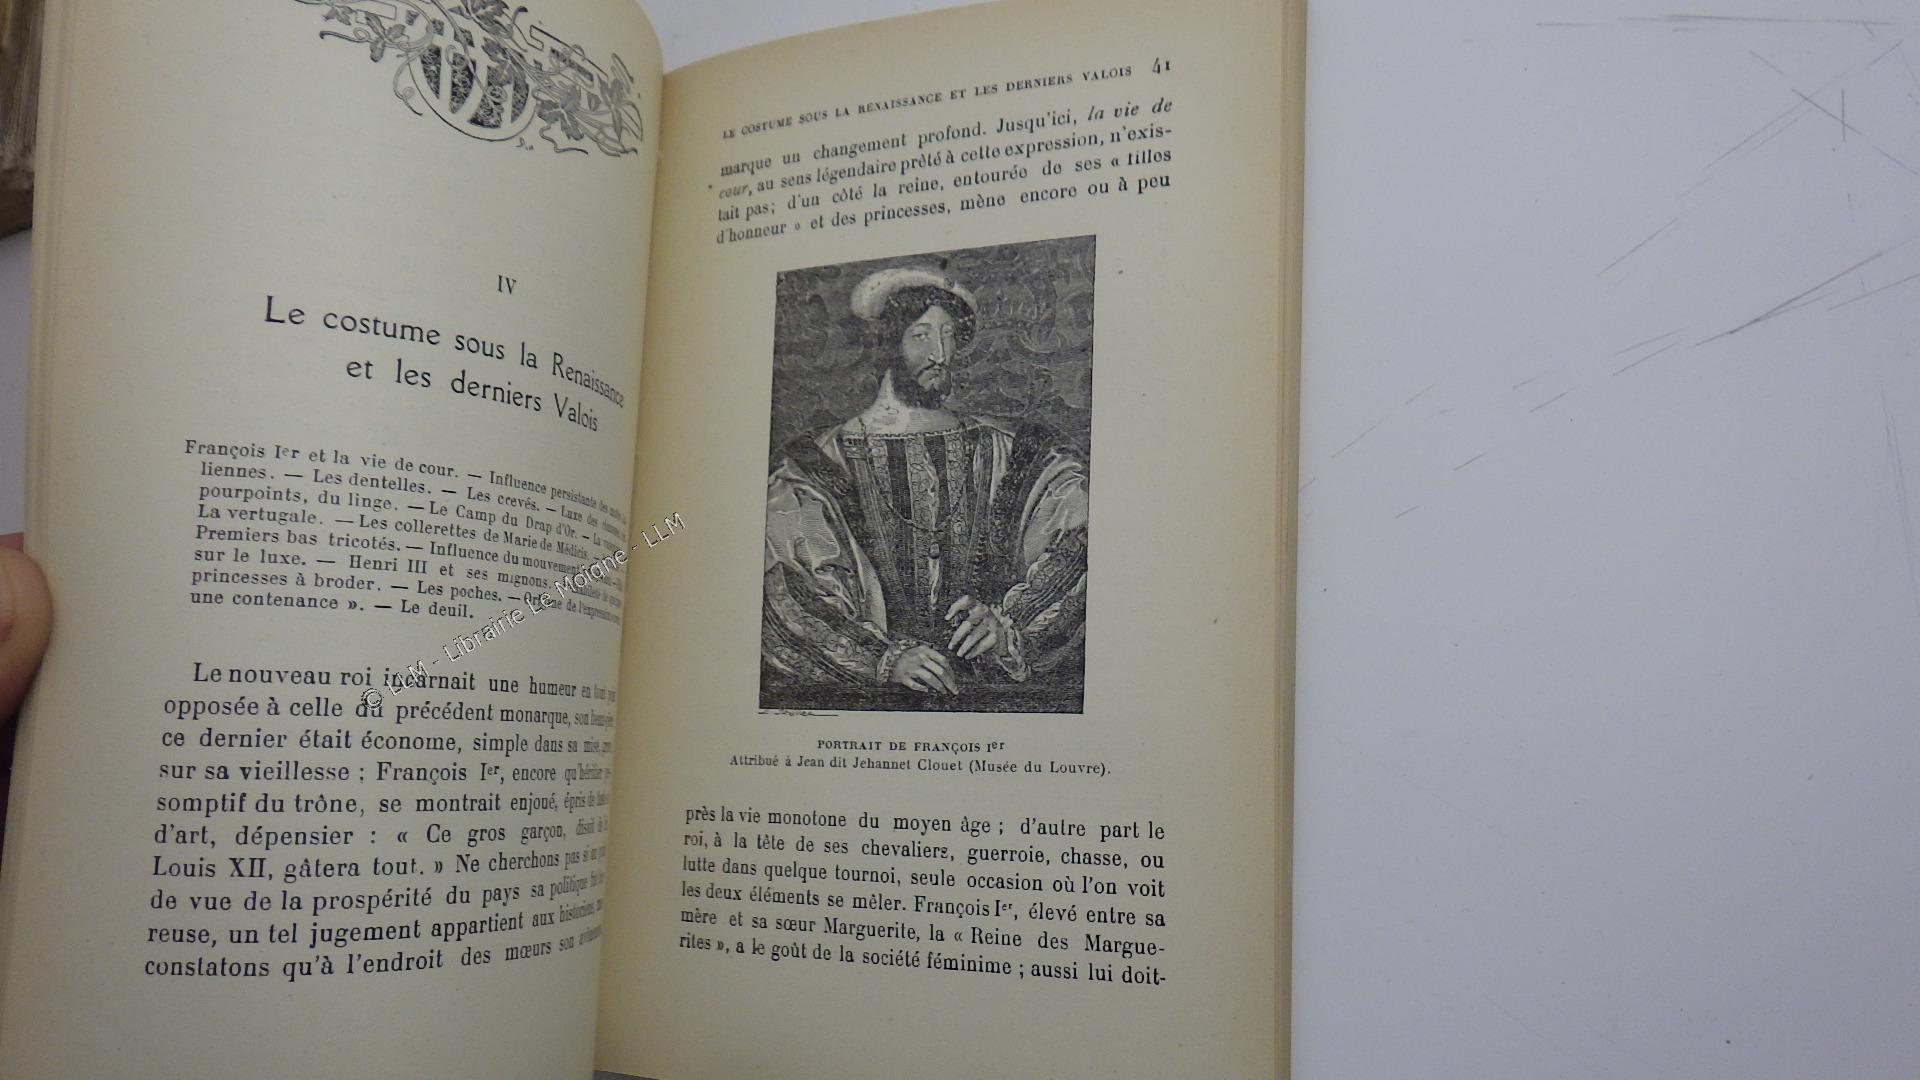 IV
Le costume sous la Renaissance
et les derniers Valois
François Ier et la vie de cour. — Influence persistante des modes
liennes. — Les dentelles. — Les crevés. — Luxe des
pourpoints, du linge. — Le Camp du Drap d'Or. — La
La vertugale. — Les collerettes de Marie de Médicis. —
Premiers bas tricotés. — Influence du mouvement
sur le luxe. — Henri III et ses mignons. —
princesses à broder. — Les poches. — Origine de l'expression
une contenance ». — Le deuil.
Le nouveau roi incarnait une humeur en tout
opposée à celle du précédent monarque, son beau-père
ce dernier était économe, simple dans sa mise,
sur sa vieillesse ; François Ier, encore qu'héritier
somptif du trône, se montrait enjoué, épris de
d'art, dépensier : « Ce gros garçon, disait
Louis XII, gâtera tout. » Ne cherchons pas si au
de vue de la prospérité du pays sa politique fut
reuse, un tel jugement appartient aux historiens,
constatons qu'à l'endroit des mœurs son avènement
© LLM - Librairie Le Moigne - LLM
LE COSTUME SOUS LA RENAISSANCE ET LES DERNIERS VALOIS 41
marque un changement profond. Jusqu'ici, la vie de
cour, au sens légendaire prêté à cette expression, n'exis-
tait pas ; d'un côté la reine, entourée de ses « filles
d'honneur » et des princesses, mène encore ou à peu
PORTRAIT DE FRANÇOIS Ier
Attribué à Jean dit Jehannet Clouet (Musée du Louvre).
près la vie monotone du moyen âge ; d'autre part le
roi, à la tête de ses chevaliers, guerroie, chasse, ou
lutte dans quelque tournoi, seule occasion où l'on voit
les deux éléments se mêler. François Ier, élevé entre sa
mère et sa sœur Marguerite, la « Reine des Margue-
rites », a le goût de la société féminime ; aussi lui doit-